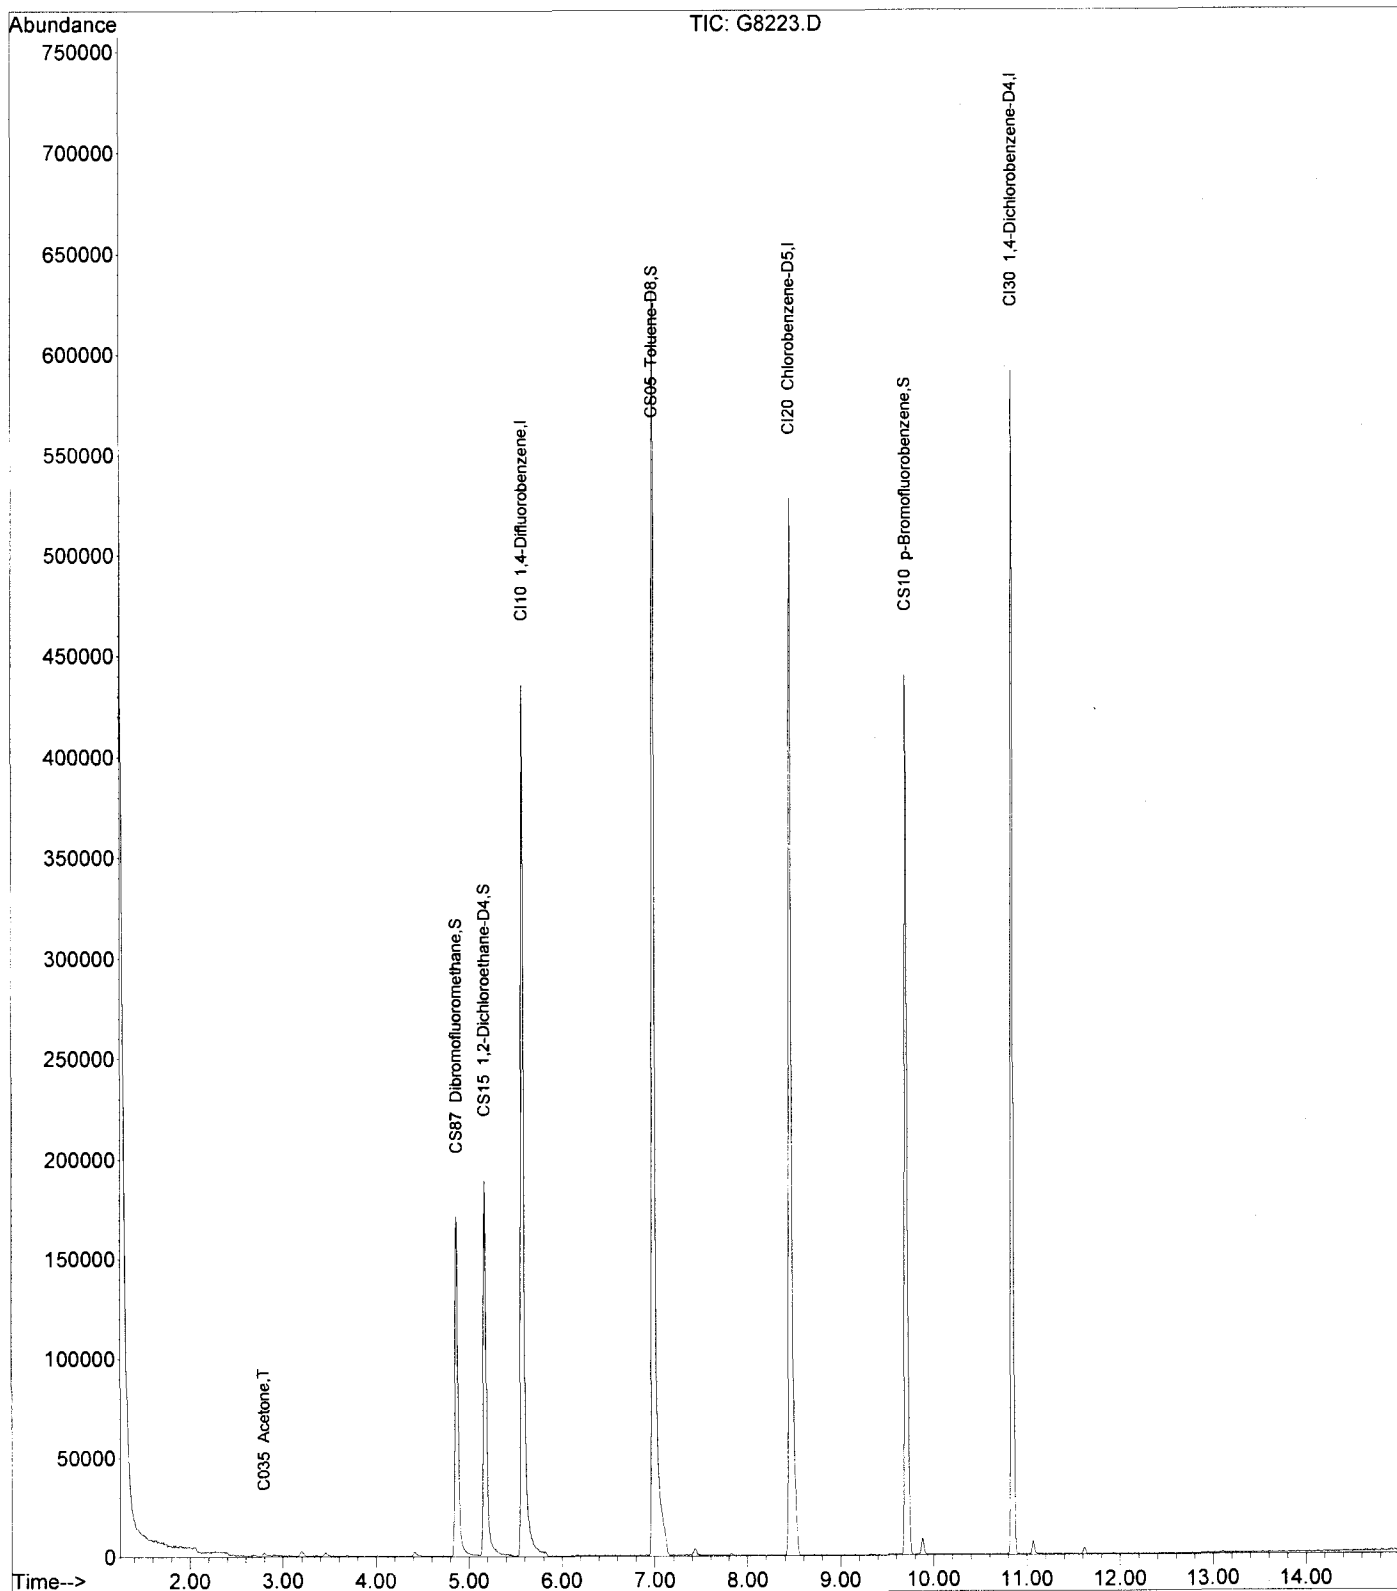 TIC: G8223.D
Abundance
750000
700000
650000
600000
550000
500000
450000
400000
350000
300000
250000
200000
150000
100000
50000
0
C035 Acetone,T
CS87 Dibromofluoromethane,S
CS15 1,2-Dichloroethane-D4,S
CI10 1,4-Difluorobenzene,I
CS05 Toluene-D8,S
CI20 Chlorobenzene-D5,I
CS10 p-Bromofluorobenzene,S
CI30 1,4-Dichlorobenzene-D4,I
Time--> 2.00 3.00 4.00 5.00 6.00 7.00 8.00 9.00 10.00 11.00 12.00 13.00 14.00